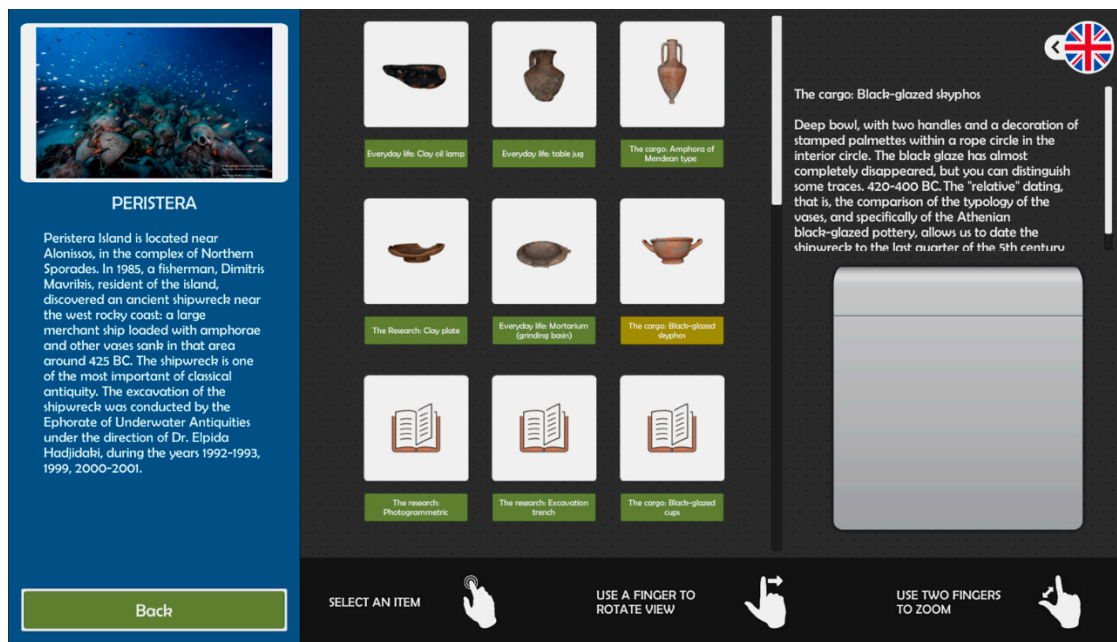 PERISTERA
Peristera Island is located near
Alonissos, in the complex of Northern
Sporades. In 1985, a fisherman, Dimitris
Mavrikis, resident of the island,
discovered an ancient shipwreck near
the west rocky coast: a large
merchant ship loaded with amphorae
and other vases sank in that area
around 425 BC. The shipwreck is one
of the most important of classical
antiquity. The excavation of the
shipwreck was conducted by the
Ephorate of Underwater Antiquities
under the direction of Dr. Elpida
Hadjidaki, during the years 1992-1993,
1999, 2000-2001.
Back
Everyday life: Clay oil lamp
Everyday life: table jug
The cargo: Amphora of
Mendean type
The Research: Clay plate
Everyday life: Mortarium
(grinding basin)
The cargo: Black-glazed
skyphos
The research:
Photogrammetric
The research: Excavation
trench
The cargo: Black-glazed
cups
The cargo: Black-glazed skyphos
Deep bowl, with two handles and a decoration of
stamped palmettes within a rope circle in the
interior circle. The black glaze has almost
completely disappeared, but you can distinguish
some traces. 420-400 BC. The "relative" dating,
that is, the comparison of the typology of the
vases, and specifically of the Athenian
black-glazed pottery, allows us to date the
shipwreck to the last quarter of the 5th century
SELECT AN ITEM
USE A FINGER TO
ROTATE VIEW
USE TWO FINGERS
TO ZOOM